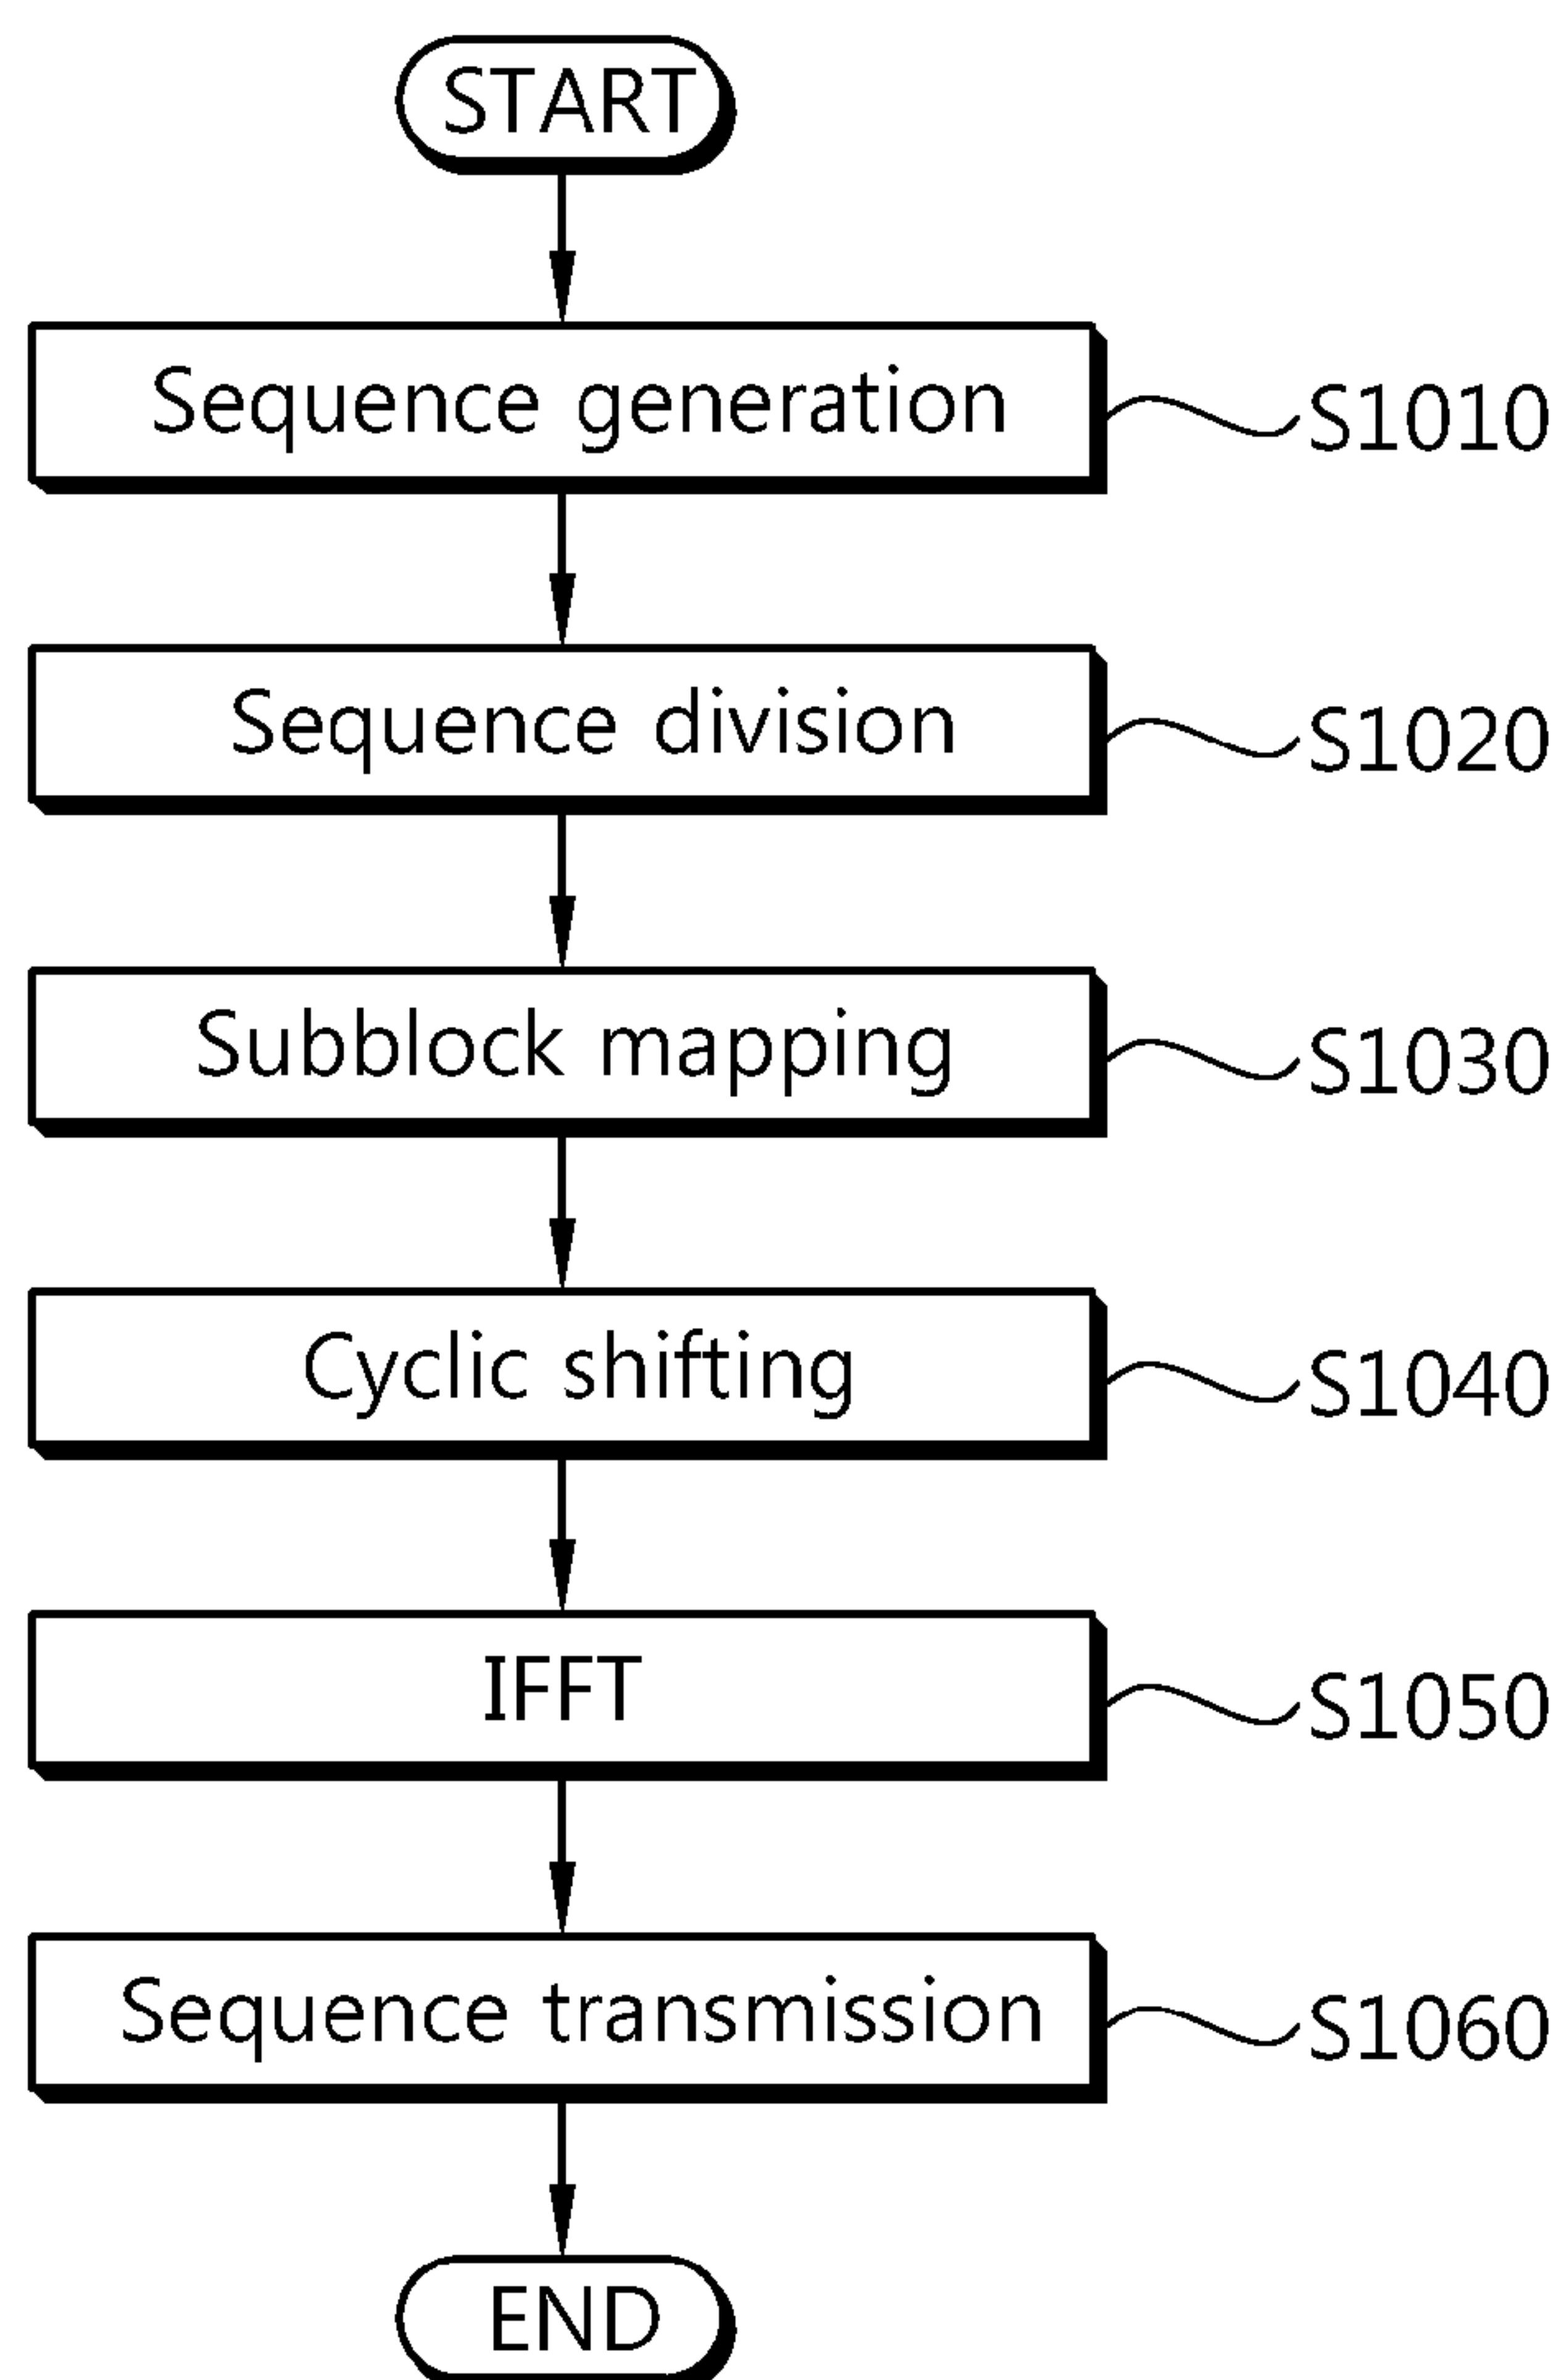 START
Sequence generation
S1010
Sequence division
S1020
Subblock mapping
S1030
Cyclic shifting
S1040
IFFT
S1050
Sequence transmission
S1060
END